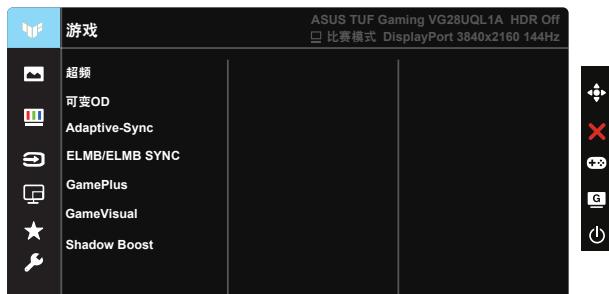 游戏
ASUS TUF Gaming VG28UQL1A HDR Off
比赛模式 DisplayPort 3840x2160 144Hz
超频
可变OD
Adaptive-Sync
ELMB/ELMB SYNC
GamePlus
GameVisual
Shadow Boost
G